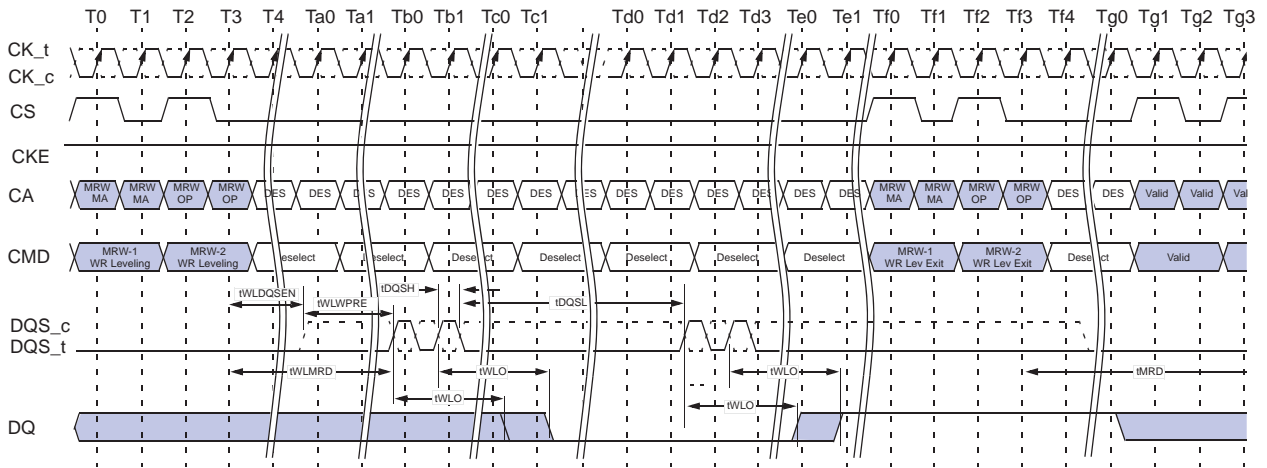 T0 T1 T2 T3 T4 Ta0 Ta1 Tb0 Tb1 Tc0 Tc1 Td0 Td1 Td2 Td3 Te0 Te1 Tf0 Tf1 Tf2 Tf3 Tf4 Tg0 Tg1 Tg2 Tg3
CK_t
CK_c
CS
CKE
CA MRW MA MRW MA MRW OP MRW OP DES DES DES DES DES DES DES DES DES DES DES DES DES DES MRW MA MRW MA MRW OP MRW OP DES DES Valid Valid Val
CMD MRW-1 WR Leveling MRW-2 WR Leveling Deselect Deselect Deselect Deselect Deselect Deselect Deselect MRW-1 WR Lev Exit MRW-2 WR Lev Exit Deselect Valid
tWLDQSEN tWLWPRE tDQSH tDQSL
DQS_c
DQS_t
tWLMRD tWLO tWLO tMRD
tWLO tWLO
DQ